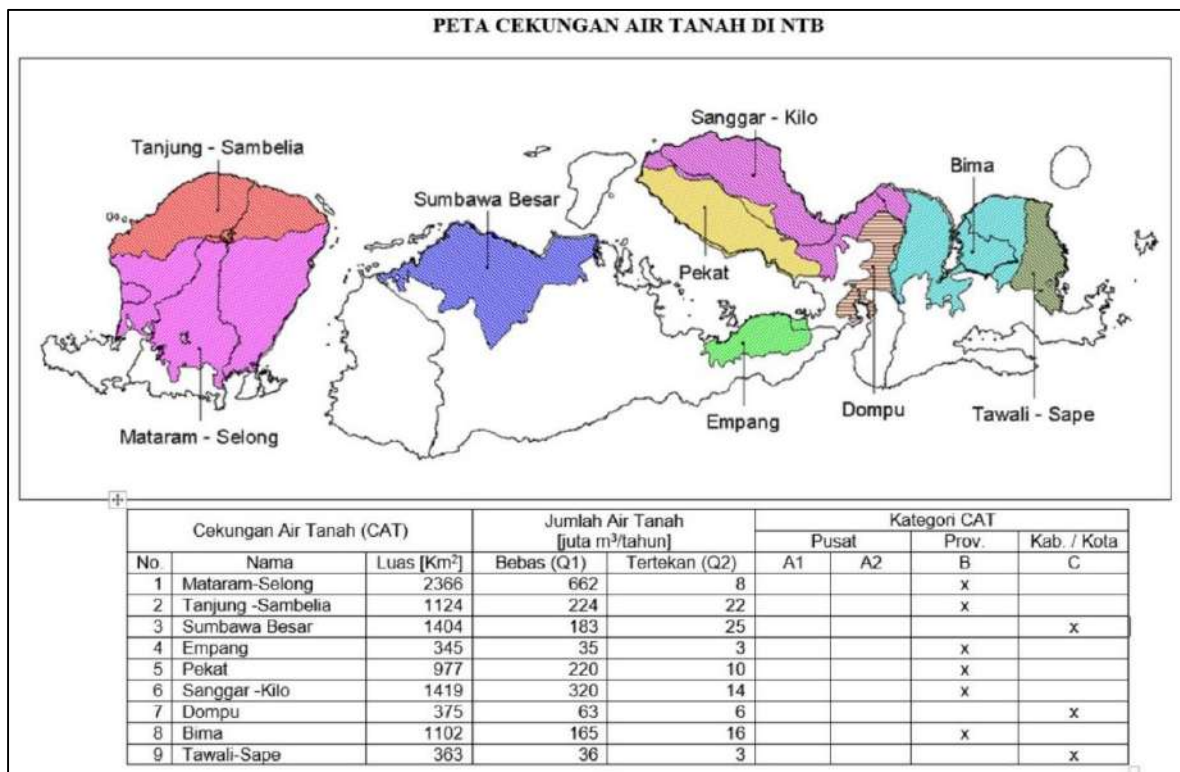 PETA CEKUNGAN AIR TANAH DI NTB
Sanggar - Kilo
Tanjung - Sambelia
Bima
Sumbawa Besar
Pekat
Dompu
Tawali - Sape
Empang
Mataram - Selong
Cekungan Air Tanah (CAT) Jumlah Air Tanah [juta m³/tahun] Kategori CAT
Pusat Prov. Kab. / Kota
No. Nama Luas [Km²] Bebas (Q1) Tertekan (Q2) A1 A2 B C
1 Mataram-Selong 2366 662 8 x
2 Tanjung -Sambelia 1124 224 22 x
3 Sumbawa Besar 1404 183 25 x
4 Empang 345 35 3 x
5 Pekat 977 220 10 x
6 Sanggar -Kilo 1419 320 14 x
7 Dompu 375 63 6 x
8 Bima 1102 165 16 x
9 Tawali-Sape 363 36 3 x